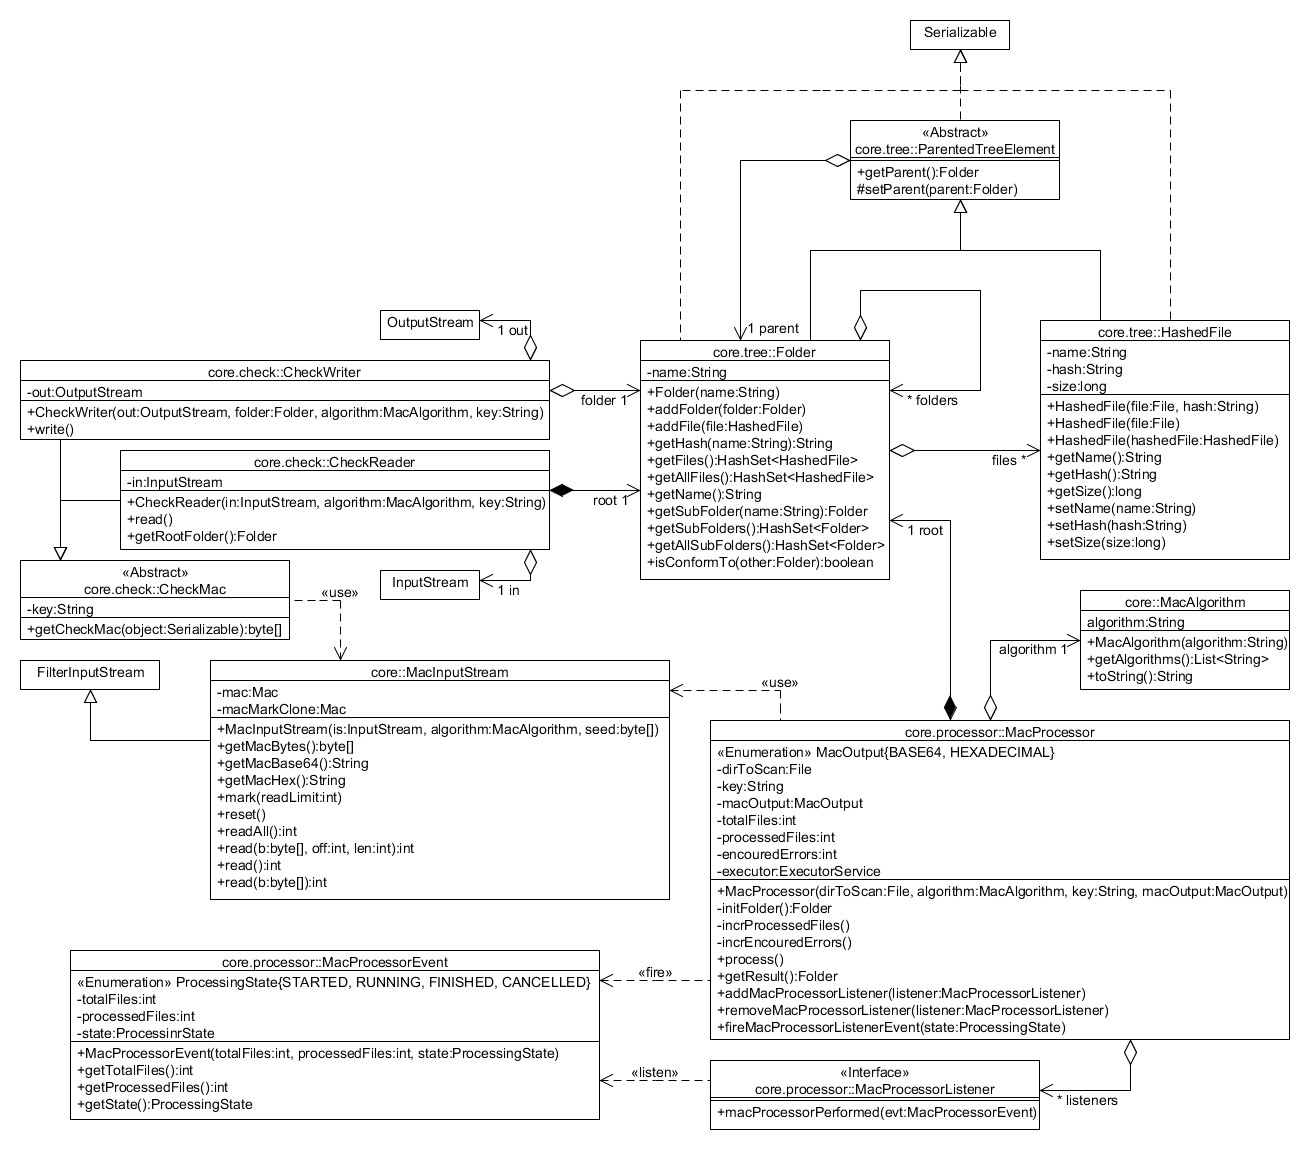 Serializable
«Abstract»
core.tree::ParentedTreeElement
+getParent():Folder
#setParent(parent:Folder)
OutputStream
1 out
1 parent
core.tree::HashedFile
-name:String
-hash:String
-size:long
+HashedFile(file:File, hash:String)
+HashedFile(file:File)
+HashedFile(hashedFile:HashedFile)
+getName():String
+getHash():String
+getSize():long
+setName(name:String)
+setHash(hash:String)
+setSize(size:long)
core.tree::Folder
-name:String
+Folder(name:String)
+addFolder(folder:Folder)
+addFile(file:HashedFile)
+getHash(name:String):String
+getFiles():HashSet<HashedFile>
+getAllFiles():HashSet<HashedFile>
+getName():String
+getSubFolder(name:String):Folder
+getSubFolders():HashSet<Folder>
+getAllSubFolders():HashSet<Folder>
+isConformTo(other:Folder):boolean
* folders
files *
core.check::CheckWriter
-out:OutputStream
+CheckWriter(out:OutputStream, folder:Folder, algorithm:MacAlgorithm, key:String)
+write()
folder 1
core.check::CheckReader
-in:InputStream
+CheckReader(in:InputStream, algorithm:MacAlgorithm, key:String)
+read()
+getRootFolder():Folder
root 1
1 root
InputStream
1 in
«Abstract»
core.check::CheckMac
-key:String
+getCheckMac(object:Serializable):byte[]
«use»
core::MacAlgorithm
algorithm:String
+MacAlgorithm(algorithm:String)
+getAlgorithms():List<String>
+toString():String
algorithm 1
FilterInputStream
core::MacInputStream
-mac:Mac
-macMarkClone:Mac
+MacInputStream(is:InputStream, algorithm:MacAlgorithm, seed:byte[])
+getMacBytes():byte[]
+getMacBase64():String
+getMacHex():String
+mark(readLimit:int)
+reset()
+readAll():int
+read(b:byte[], off:int, len:int):int
+read():int
+read(b:byte[]):int
«use»
core.processor::MacProcessor
«Enumeration» MacOutput{BASE64, HEXADECIMAL}
-dirToScan:File
-key:String
-macOutput:MacOutput
-totalFiles:int
-processedFiles:int
-encouredErrors:int
-executor:ExecutorService
+MacProcessor(dirToScan:File, algorithm:MacAlgorithm, key:String, macOutput:MacOutput)
-initFolder():Folder
-incrProcessedFiles()
-incrEncouredErrors()
+process()
+getResult():Folder
+addMacProcessorListener(listener:MacProcessorListener)
+removeMacProcessorListener(listener:MacProcessorListener)
+fireMacProcessorListenerEvent(state:ProcessingState)
core.processor::MacProcessorEvent
«Enumeration» ProcessingState{STARTED, RUNNING, FINISHED, CANCELLED}
-totalFiles:int
-processedFiles:int
-state:ProcessinrState
+MacProcessorEvent(totalFiles:int, processedFiles:int, state:ProcessingState)
+getTotalFiles():int
+getProcessedFiles():int
+getState():ProcessingState
«fire»
«listen»
«Interface»
core.processor::MacProcessorListener
+macProcessorPerformed(evt:MacProcessorEvent)
* listeners